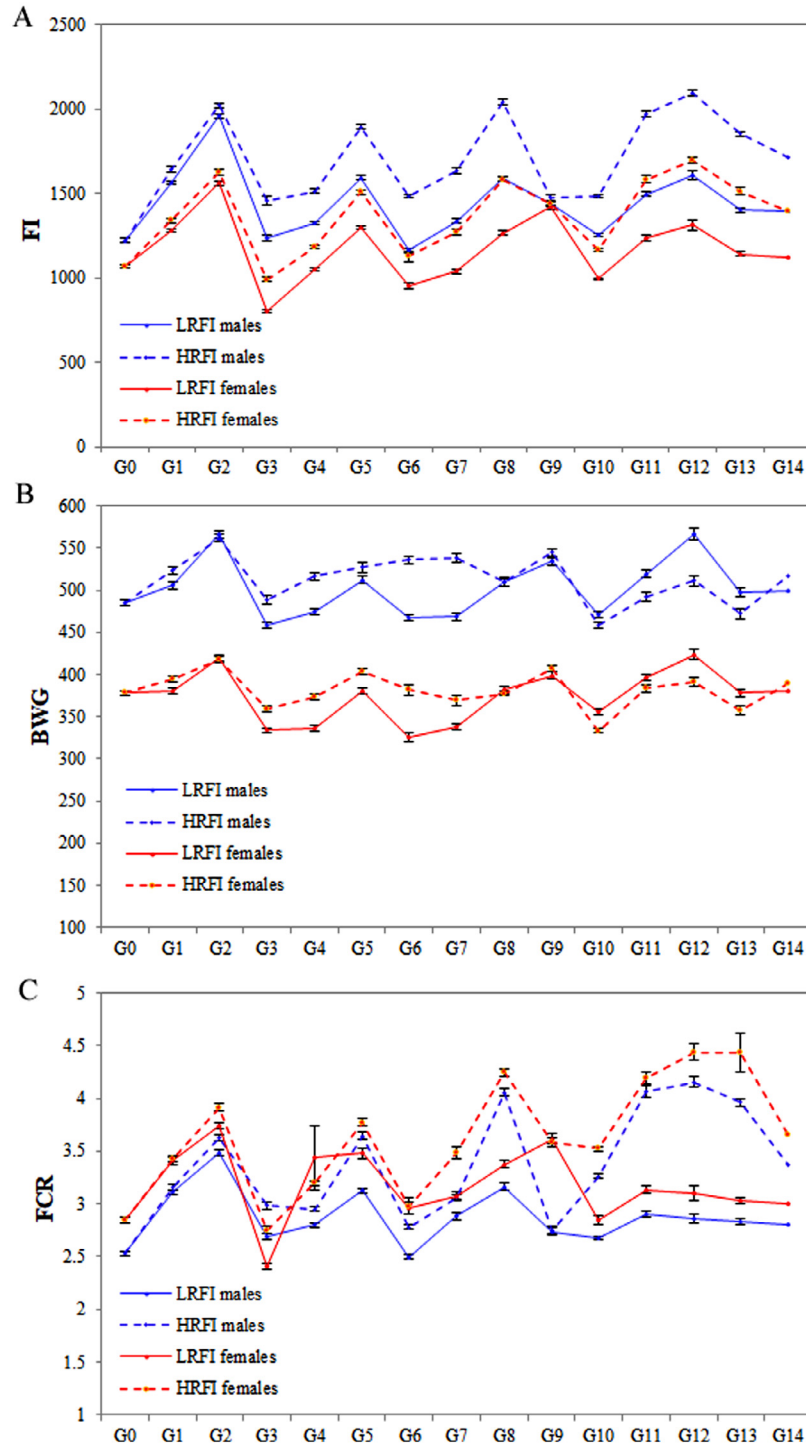 A
2500
2000
1500
1000
500
0
FI
LRFI males
HRFI males
LRFI females
HRFI females
G0 G1 G2 G3 G4 G5 G6 G7 G8 G9 G10 G11 G12 G13 G14
B
600
550
500
450
400
350
300
250
200
150
100
BWG
LRFI males
HRFI males
LRFI females
HRFI females
G0 G1 G2 G3 G4 G5 G6 G7 G8 G9 G10 G11 G12 G13 G14
C
5
4.5
4
3.5
3
2.5
2
1.5
1
FCR
LRFI males
HRFI males
LRFI females
HRFI females
G0 G1 G2 G3 G4 G5 G6 G7 G8 G9 G10 G11 G12 G13 G14